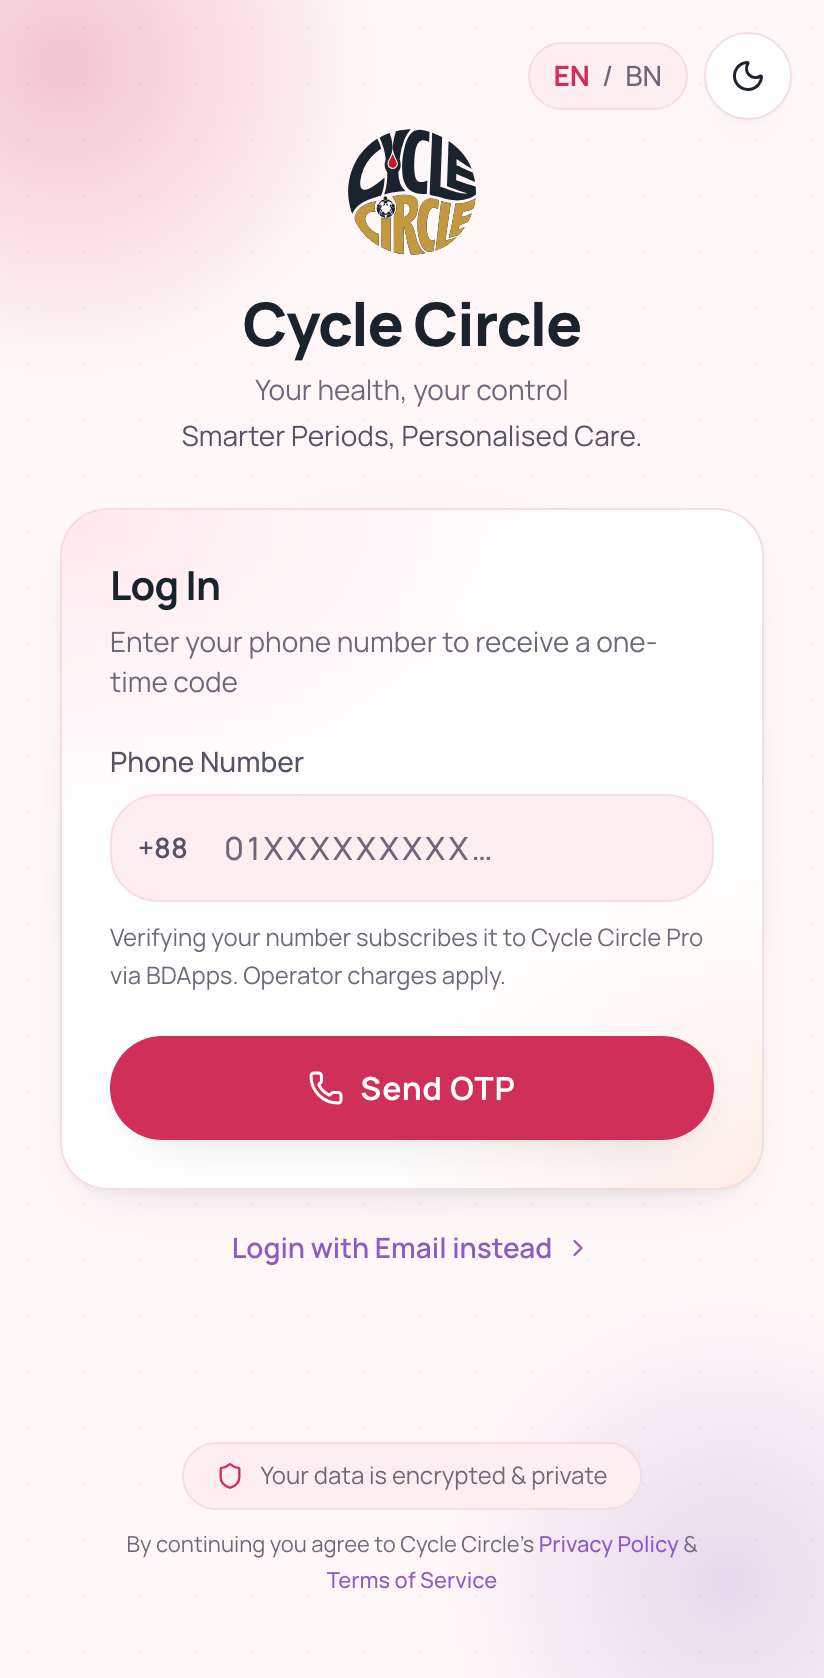 EN / BN
CYCLE
CIRCLE
Cycle Circle
Your health, your control
Smarter Periods, Personalised Care.
Log In
Enter your phone number to receive a one-
time code
Phone Number
+88 01XXXXXXXXX…
Verifying your number subscribes it to Cycle Circle Pro
via BDApps. Operator charges apply.
Send OTP
Login with Email instead
Your data is encrypted & private
By continuing you agree to Cycle Circle’s Privacy Policy &
Terms of Service